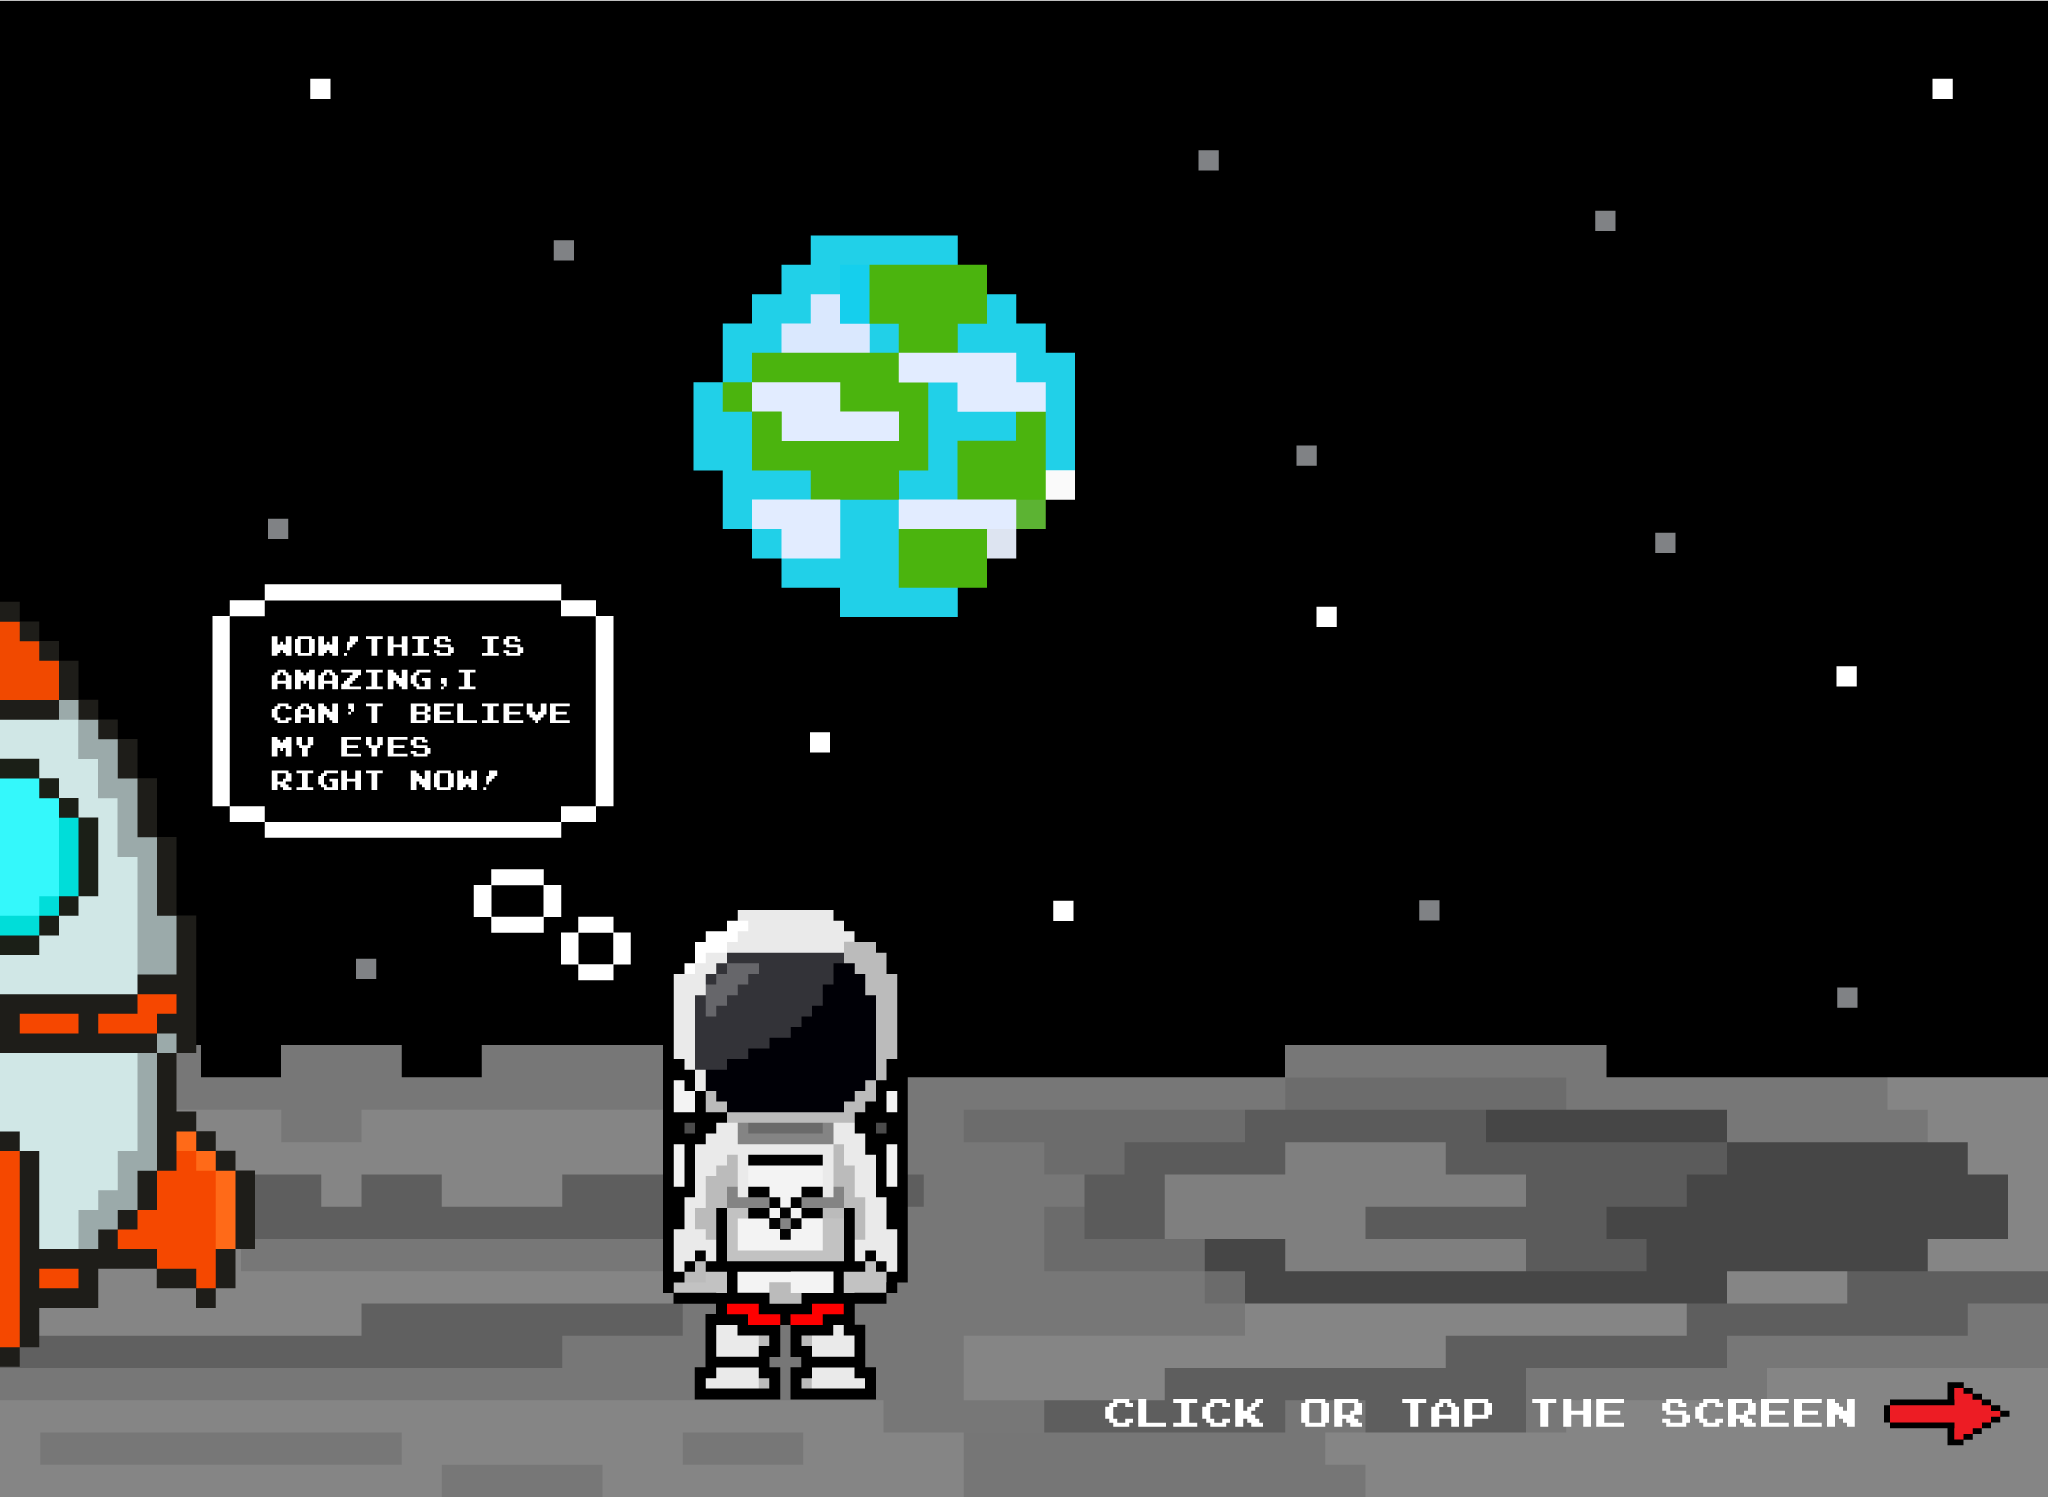 WOW!THIS IS
AMAZING,I
CAN'T BELIEVE
MY EYES
RIGHT NOW!
CLICK OR TAP THE SCREEN